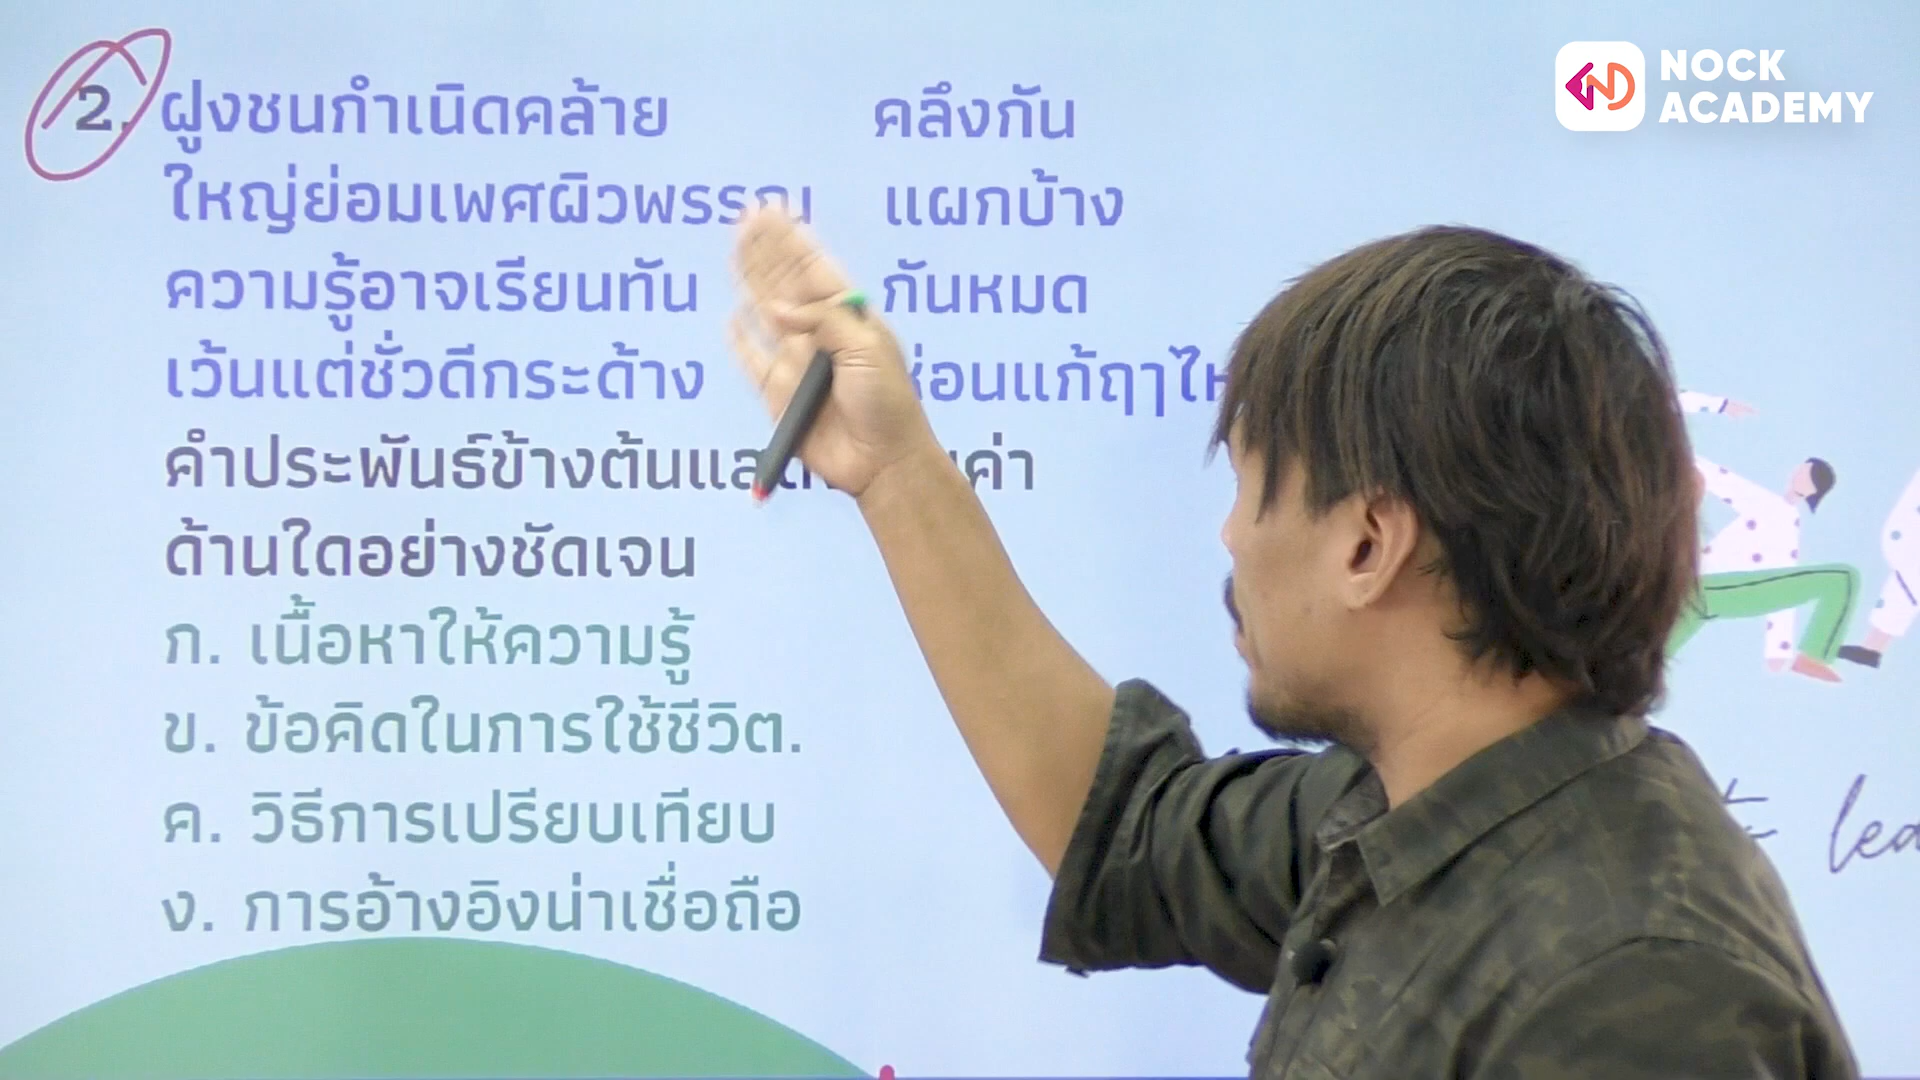 NOCK
ACADEMY
2. ฝูงชนกำเนิดคล้าย คลึงกัน
ใหญ่ย่อมเพศผิวพรรณ แผกบ้าง
ความรู้อาจเรียนทัน กันหมด
เว้นแต่ชั่วดีกระด้าง
คำประพันธ์ข้างต้น
ด้านใดอย่างชัดเจน
ก. เนื้อหาให้ความรู้
ข. ข้อคิดในการใช้ชีวิต.
ค. วิธีการเปรียบเทียบ
ง. การอ้างอิงน่าเชื่อถือ